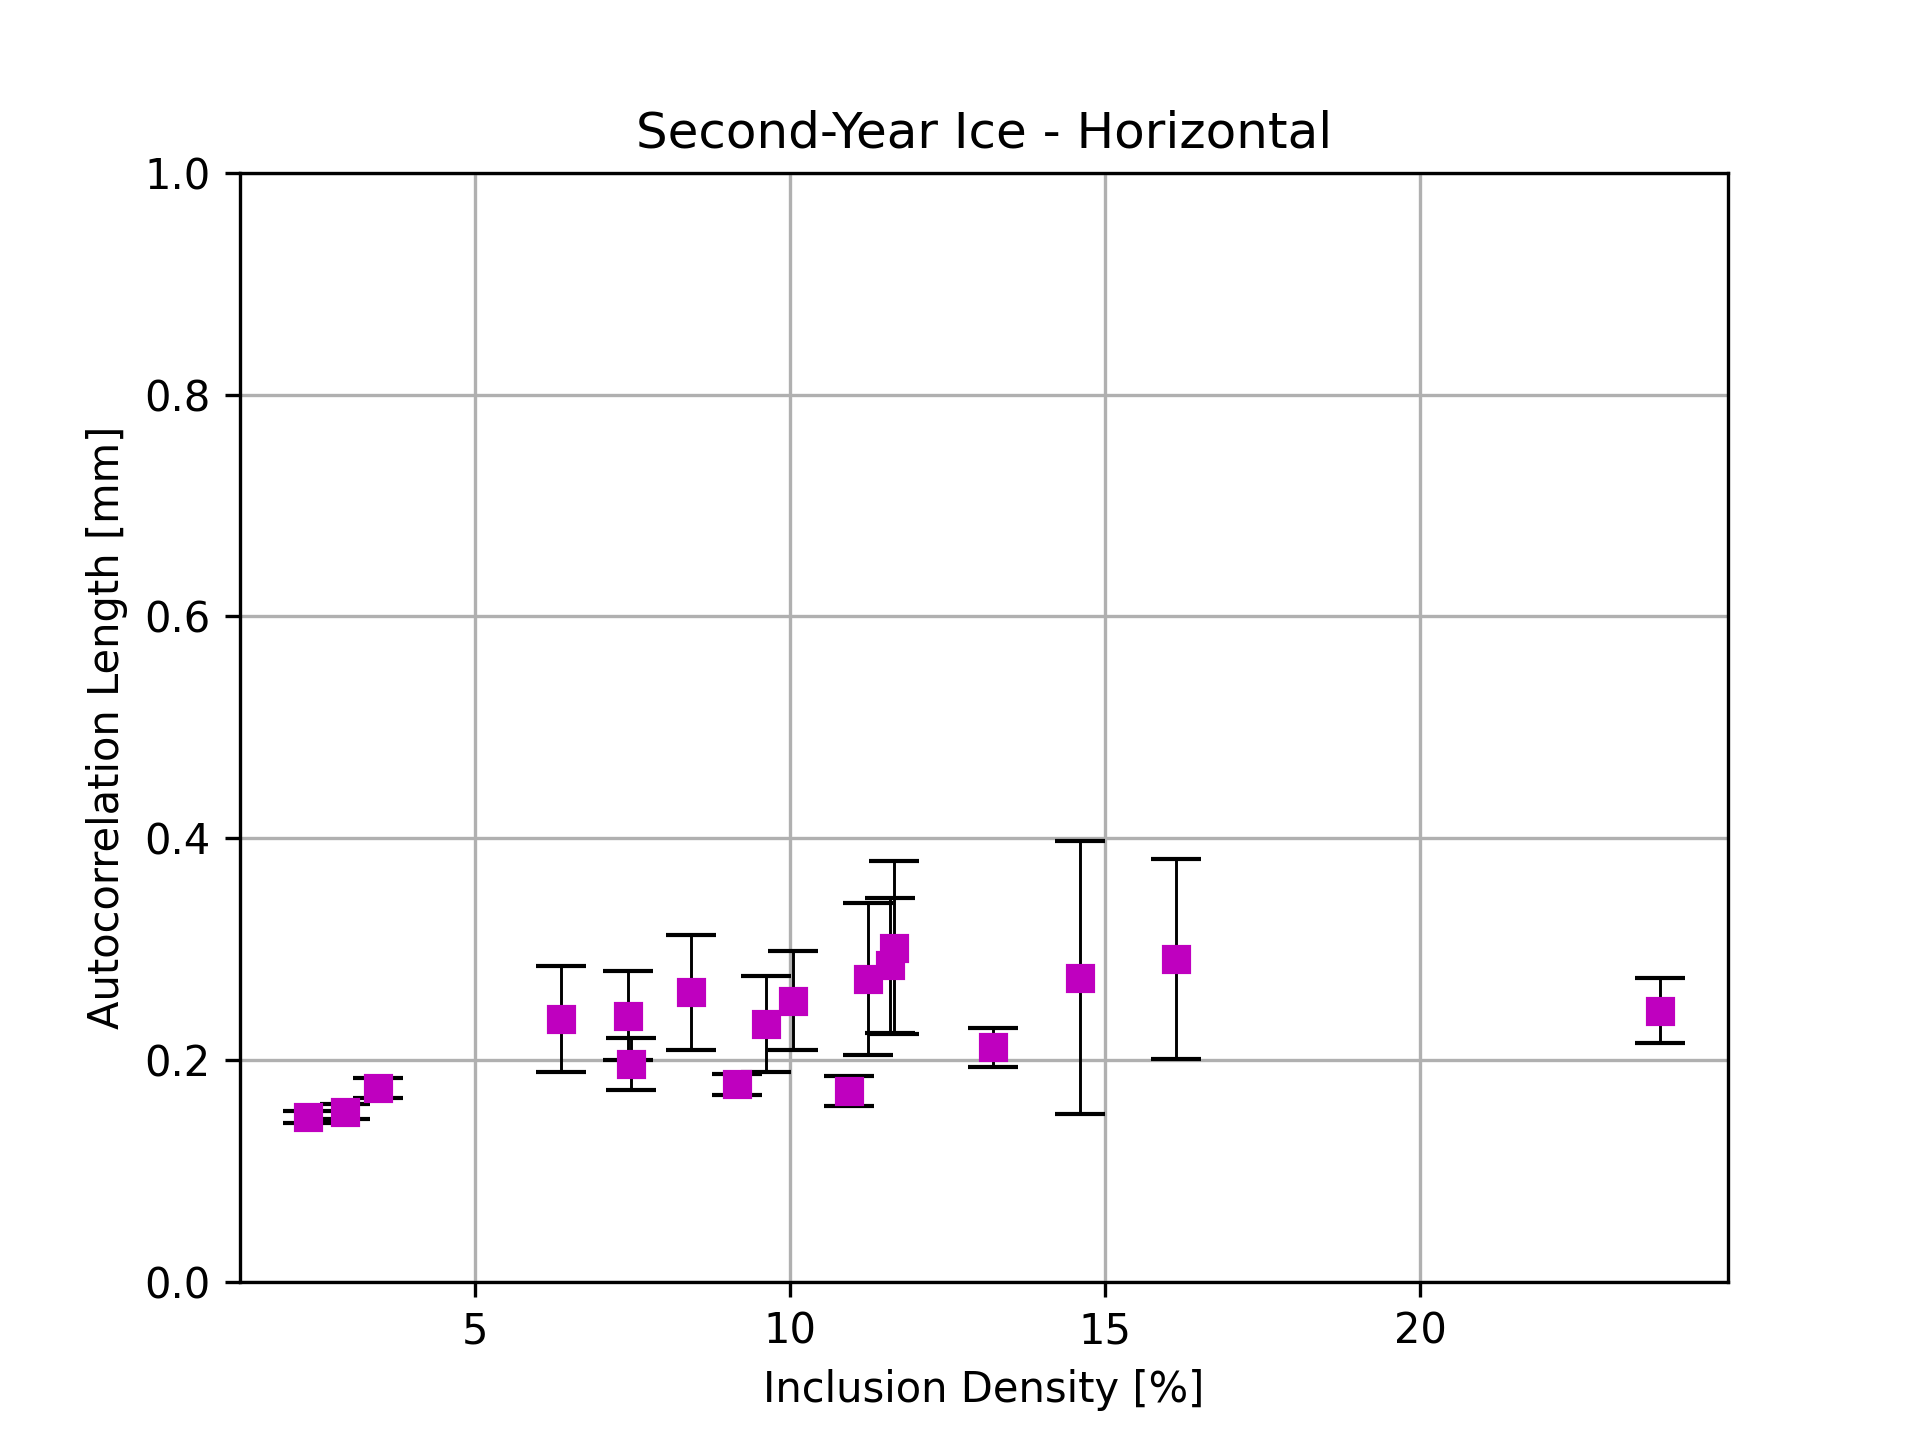 Second-Year Ice - Horizontal
1.0
0.8
0.6
0.4
0.2
0.0
Autocorrelation Length [mm]
5 10 15 20
Inclusion Density [%]